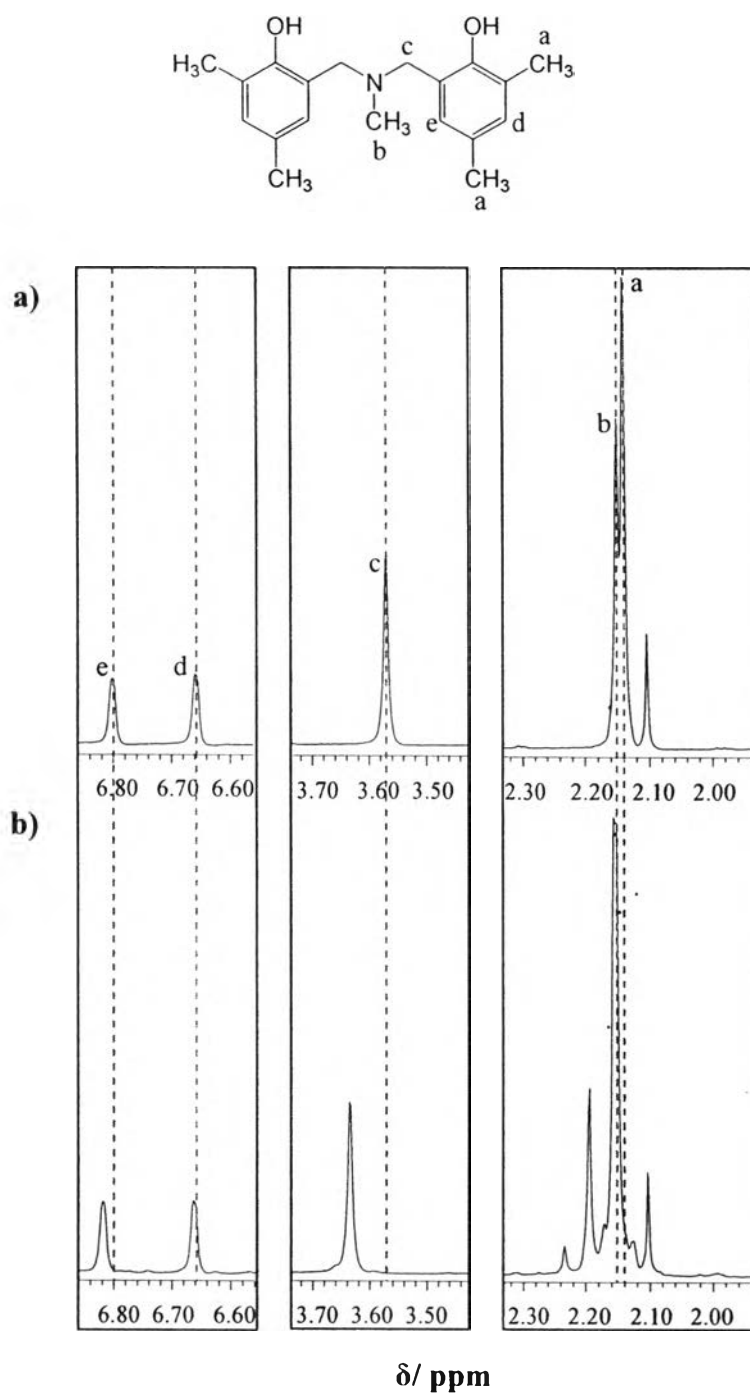 OH
OH
a
H₃C
c
CH₃
N
CH₃
e
d
b
CH₃
CH₃
a
a)
a
b
c
e
d
6.80 6.70 6.60
3.70 3.60 3.50
2.30 2.20 2.10 2.00
b)
6.80 6.70 6.60
3.70 3.60 3.50
2.30 2.20 2.10 2.00
δ/ ppm